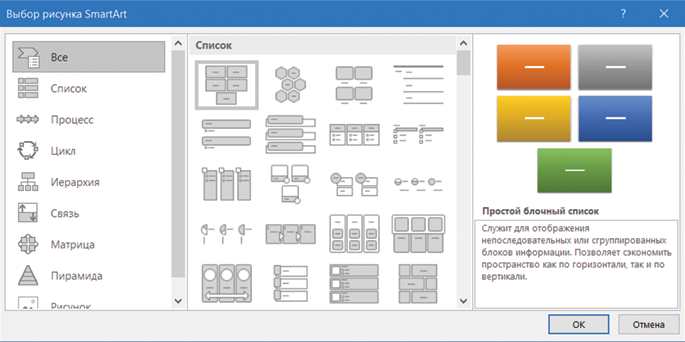 Выбор рисунка SmartArt
Все
Список
Процесс
Цикл
Иерархия
Связь
Матрица
Пирамида
Рисунок
Список
Простой блочный список
Служит для отображения
непоследовательных или сгруппированных
блоков информации. Позволяет сэкономить
пространство как по горизонтали, так и по
вертикали.
ОК
Отмена